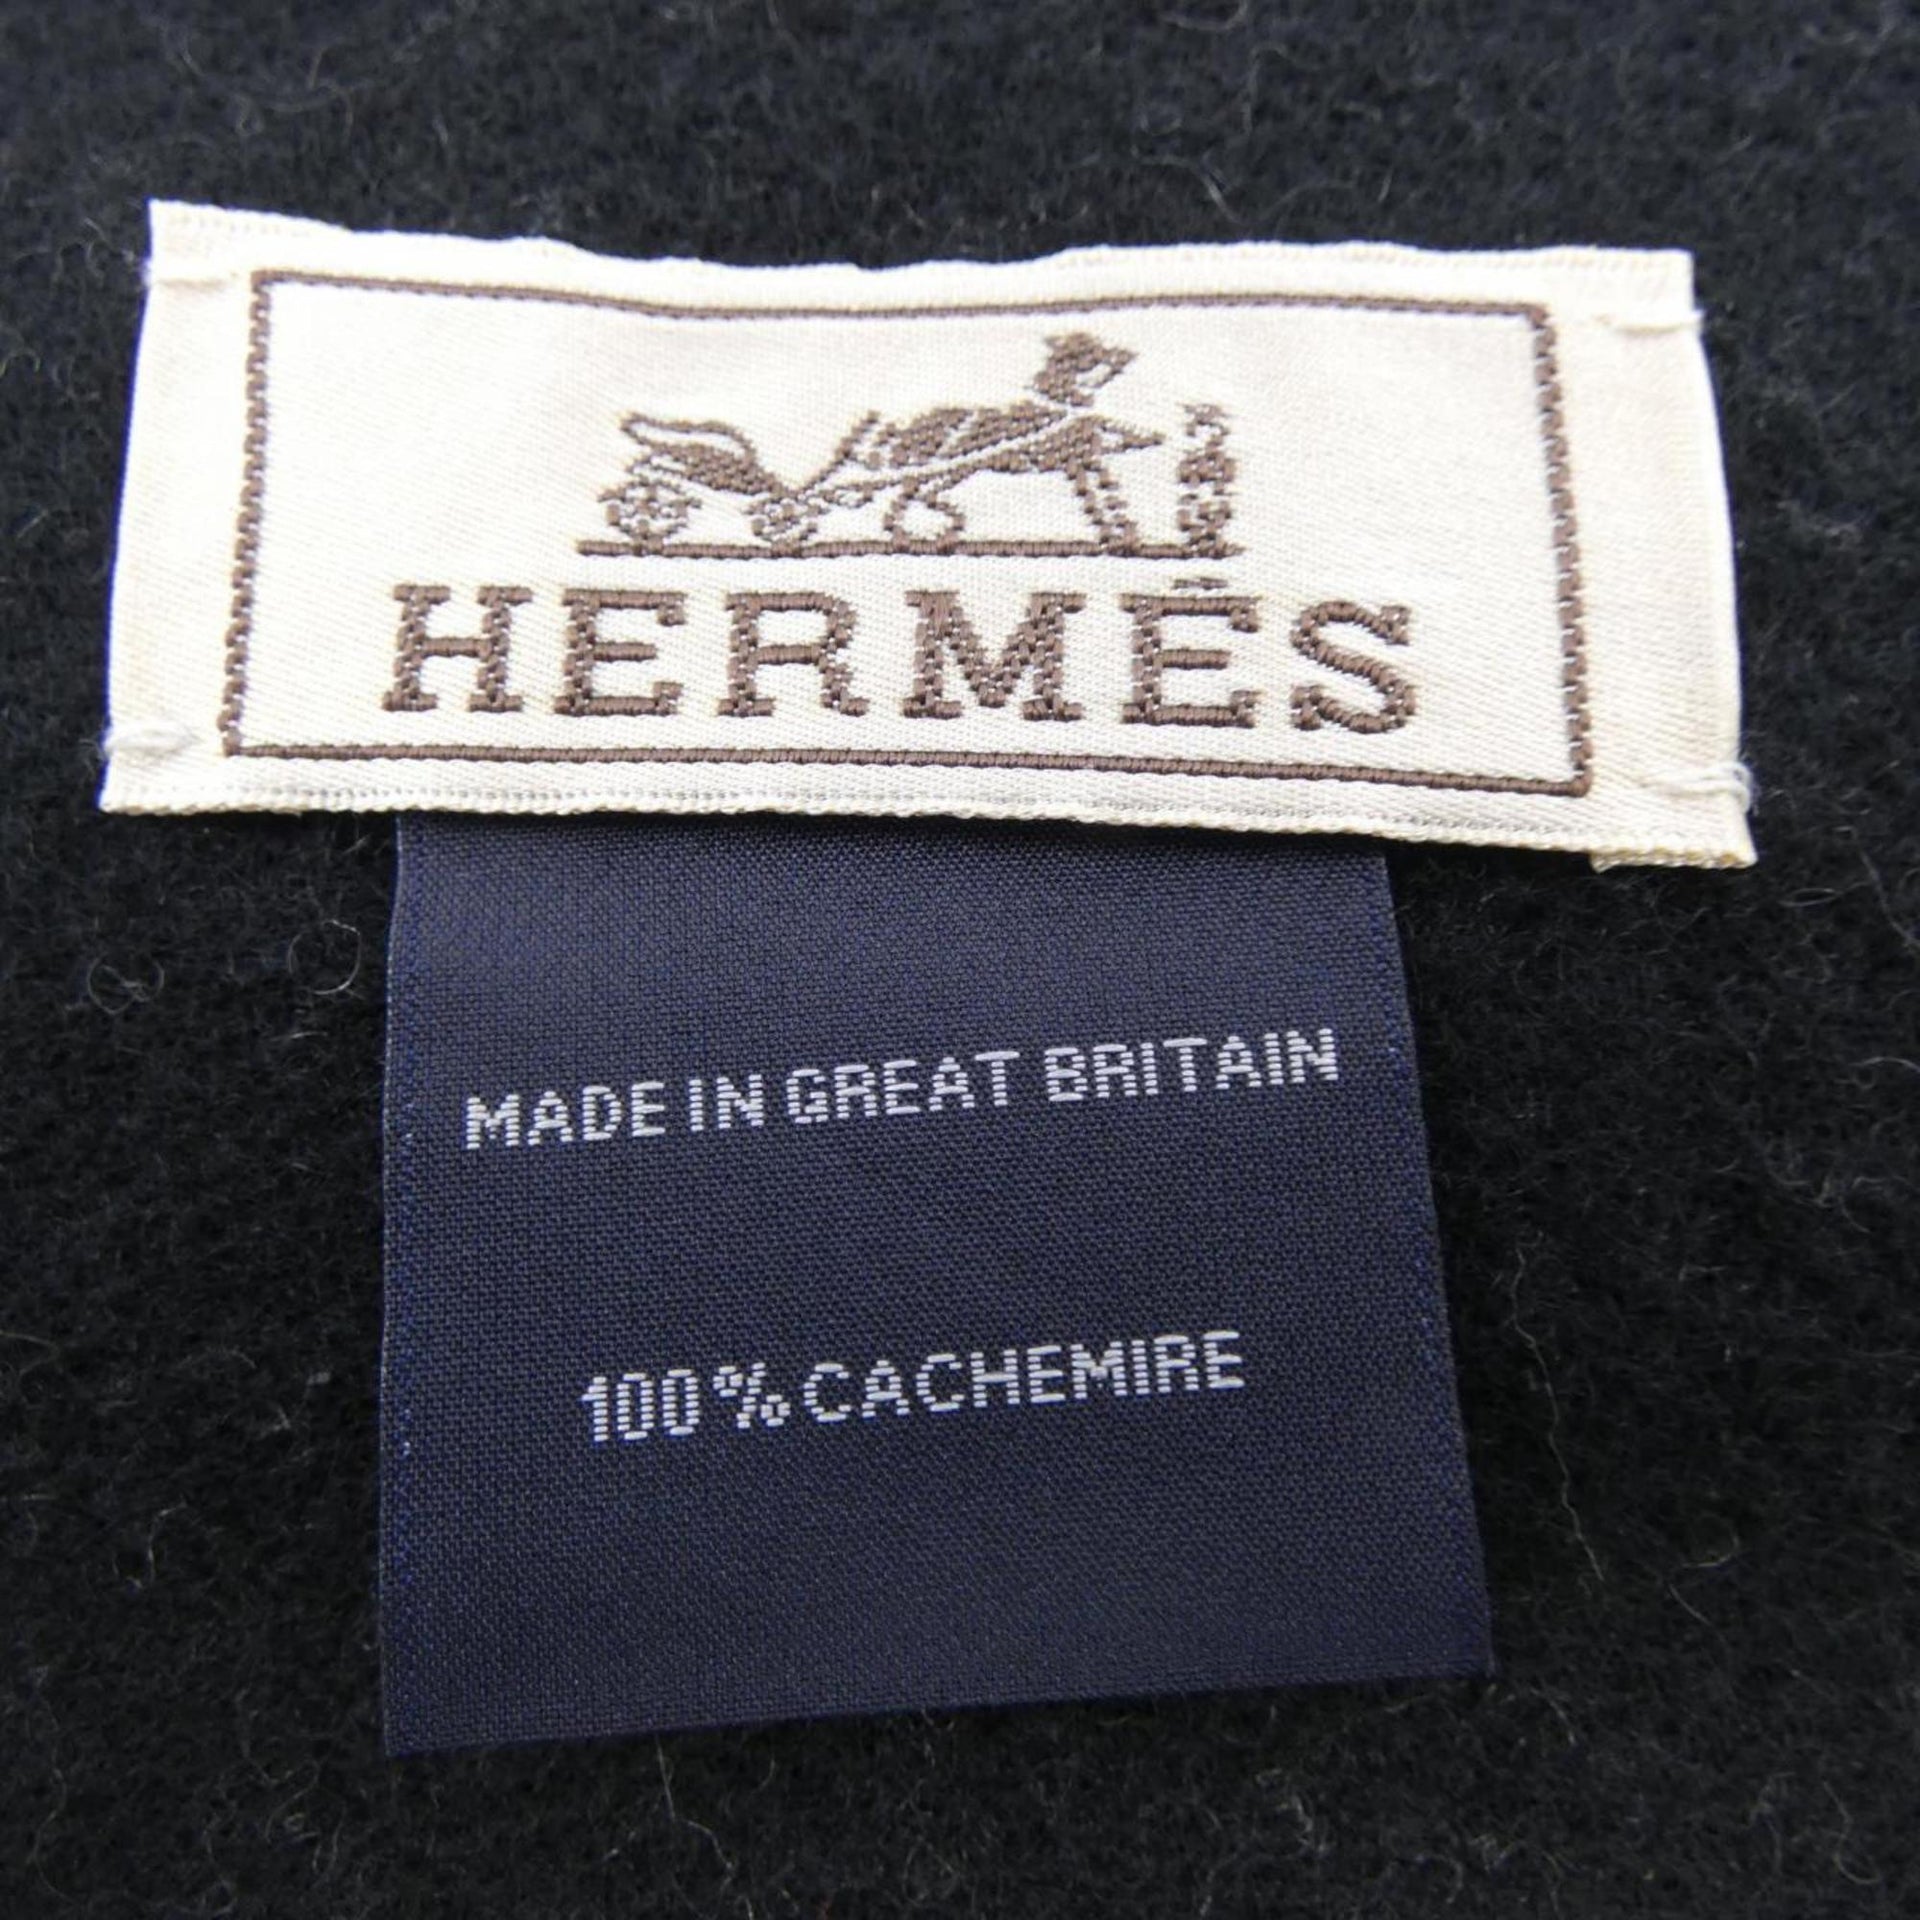 HERMÈS
MADE IN GREAT BRITAIN
100% CACHEMIRE